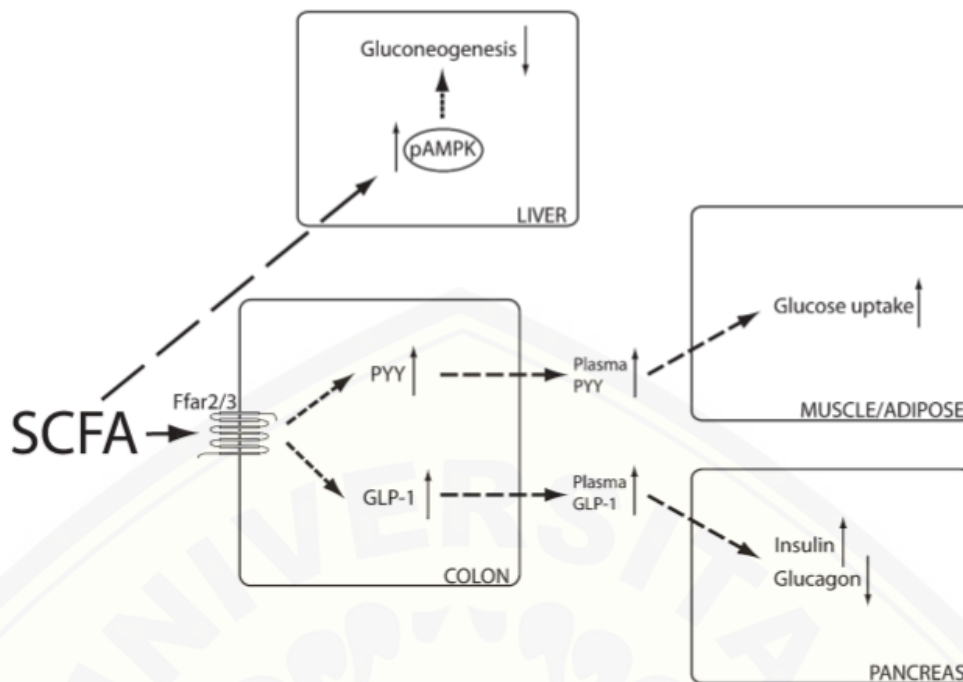 Gluconeogenesis
pAMPK
LIVER
Glucose uptake
MUSCLE/ADIPOSE
SCFA
Ffar2/3
PYY
Plasma
PYY
GLP-1
Plasma
GLP-1
COLON
Insulin
Glucagon
PANCREAS
UNIVERSITA